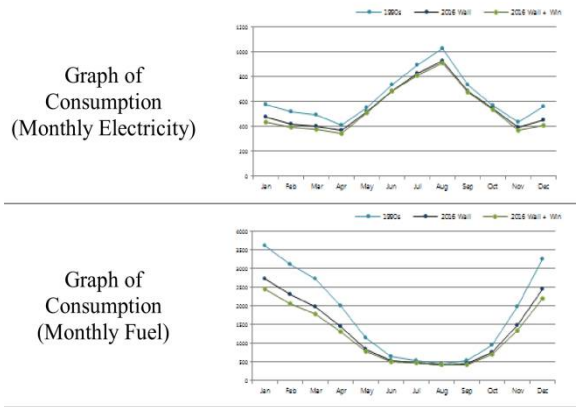 Graph of
Consumption
(Monthly Electricity)
1990s 2016 Wall 2016 Wall + Win
1200
1000
800
600
400
200
0
Jan Feb Mar Apr May Jun Jul Aug Sep Oct Nov Dec
Graph of
Consumption
(Monthly Fuel)
1990s 2016 Wall 2016 Wall + Win
4000
3500
3000
2500
2000
1500
1000
500
0
Jan Feb Mar Apr May Jun Jul Aug Sep Oct Nov Dec